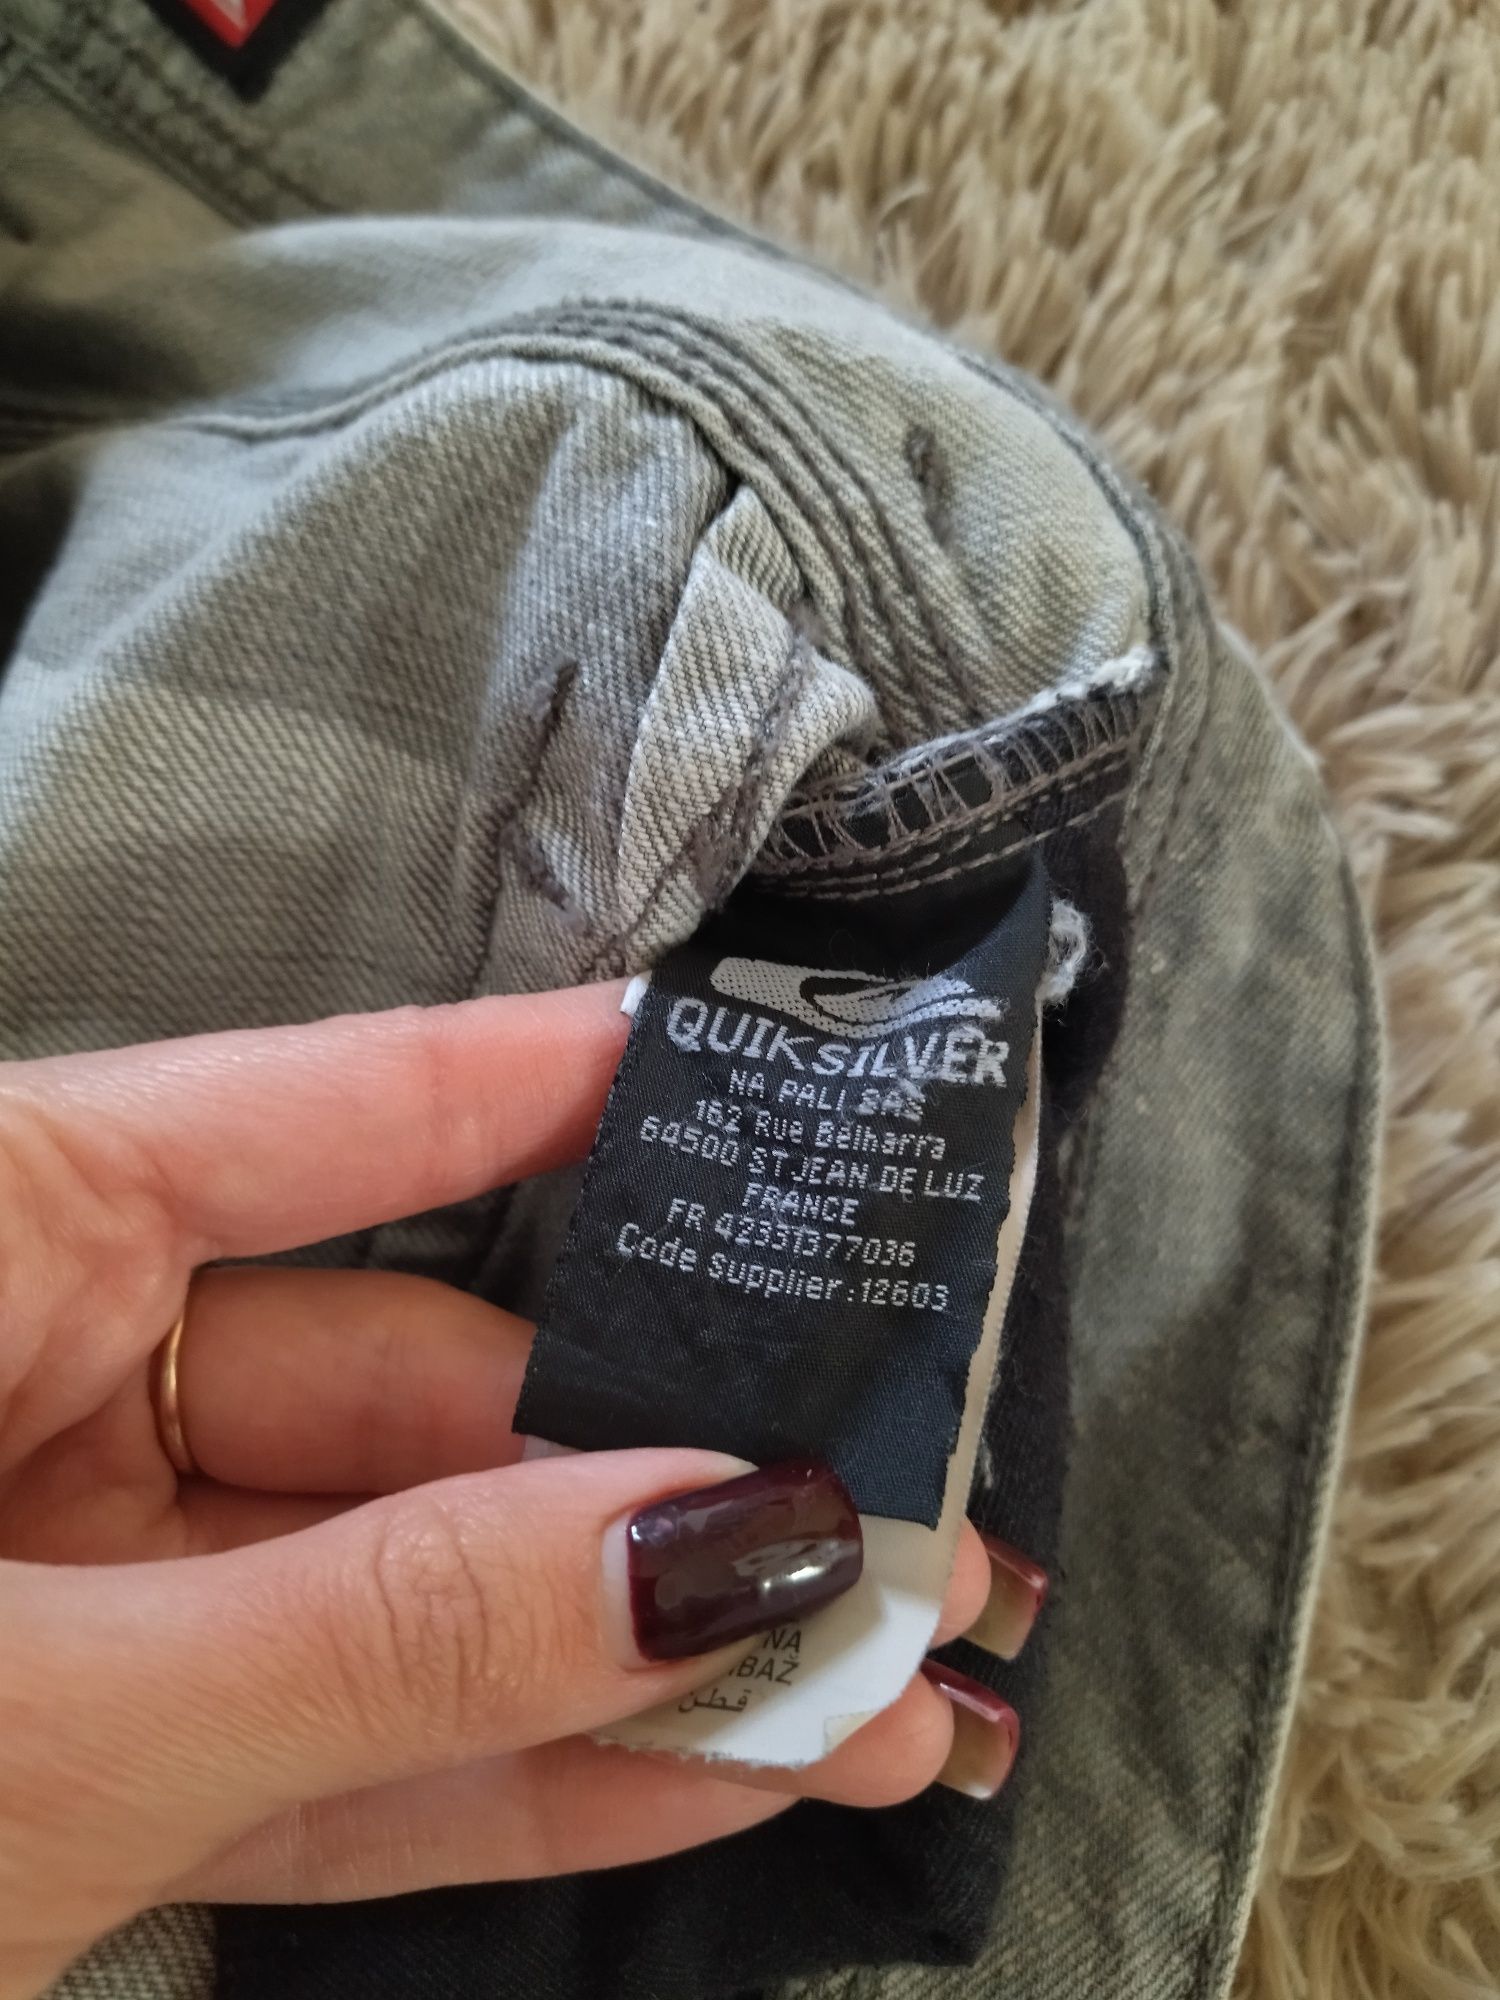 QUIKSILVER
NA PALI SAS
162 Rue Belharra
64500 ST JEAN DE LUZ
FRANCE
FR 42331377036
Code Supplier :12603
NA
BAŽ
قطن